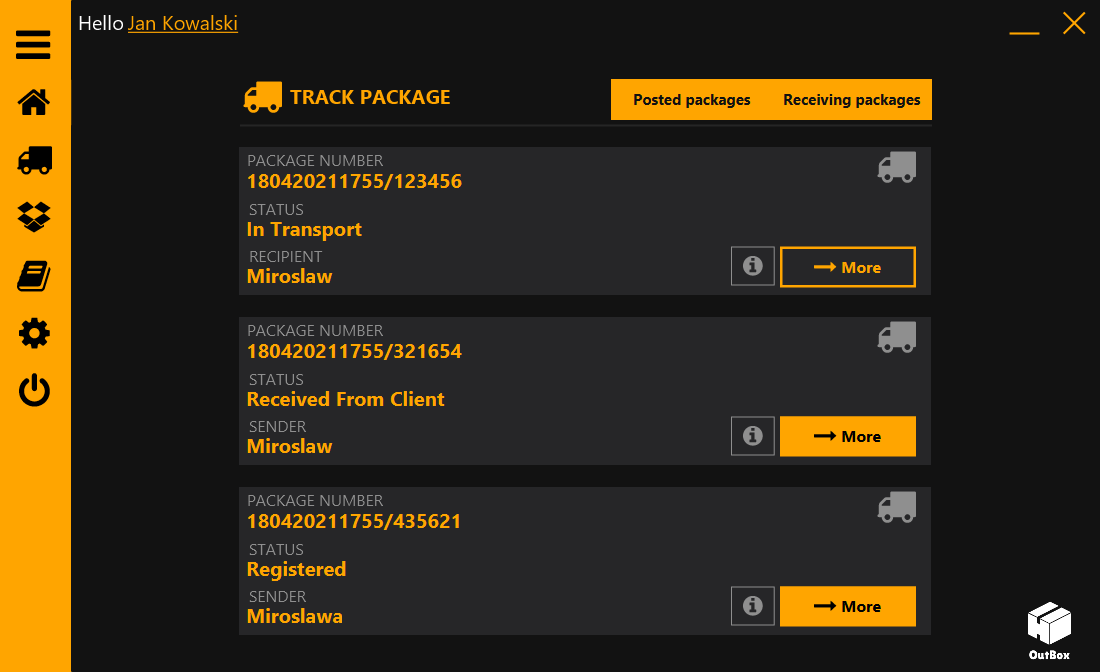 Hello Jan Kowalski
TRACK PACKAGE
Posted packages
Receiving packages
PACKAGE NUMBER
180420211755/123456
STATUS
In Transport
RECIPIENT
Miroslaw
More
PACKAGE NUMBER
180420211755/321654
STATUS
Received From Client
SENDER
Miroslaw
More
PACKAGE NUMBER
180420211755/435621
STATUS
Registered
SENDER
Miroslawa
More
OutBox